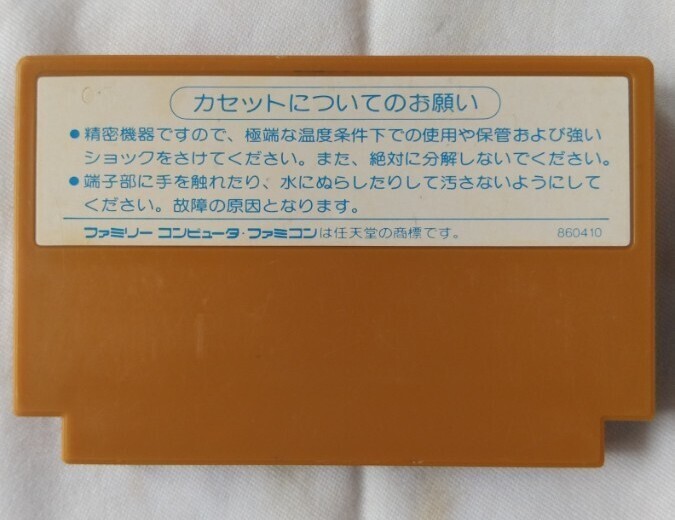 カセットについてのお願い
●精密機器ですので、極端な温度条件下での使用や保管および強い
ショックをさけてください。また、絶対に分解しないでください。
●端子部に手を触れたり、水にぬらしたりして汚さないようにして
ください。故障の原因となります。
ファミリー コンピュータ・ファミコンは任天堂の商標です。 860410